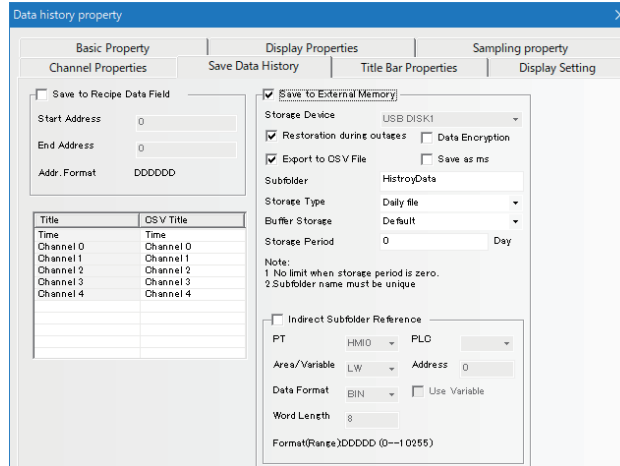 Data history property
Basic Property
Display Properties
Sampling property
Channel Properties
Save Data History
Title Bar Properties
Display Setting
Save to Recipe Data Field
Start Address
0
End Address
0
Addr. Format
DDDDDD
Title
CSV Title
Time
Time
Channel 0
Channel 0
Channel 1
Channel 1
Channel 2
Channel 2
Channel 3
Channel 3
Channel 4
Channel 4
Save to External Memory
Storage Device
USB DISK1
Restoration during outages
Data Encryption
Export to CSV File
Save as ms
Subfolder
HistroyData
Storage Type
Daily file
Buffer Storage
Default
Storage Period
0
Day
Note:
1 No limit when storage period is zero.
2.Subfolder name must be unique
Indirect Subfolder Reference
PT
HMI0
PLC
Area/Variable
LW
Address
0
Data Format
BIN
Use Variable
Word Length
8
Format(Range):DDDDD (0--10255)